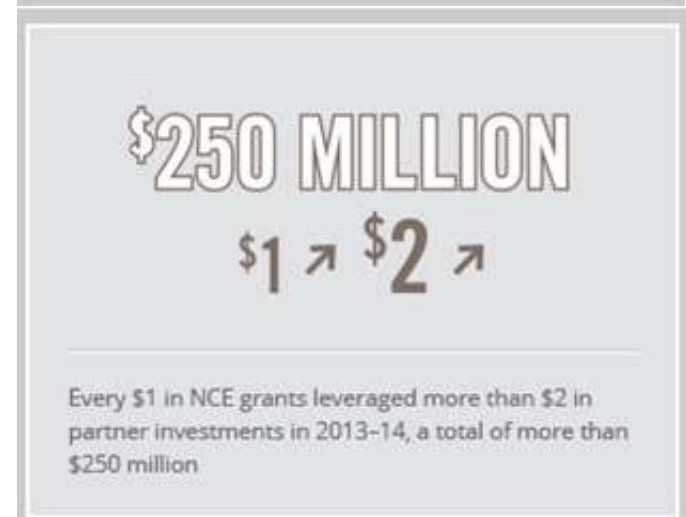 $250 MILLION
$1 ↗ $2 ↗
Every $1 in NCE grants leveraged more than $2 in
partner investments in 2013–14, a total of more than
$250 million